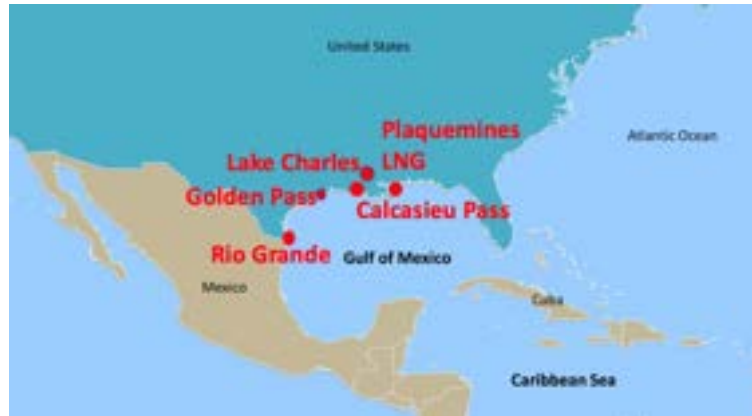 United States
Plaquemines
LNG
Atlantic Ocean
Lake Charles
Golden Pass
Calcasieu Pass
Rio Grande
Gulf of Mexico
Mexico
Cuba
Caribbean Sea